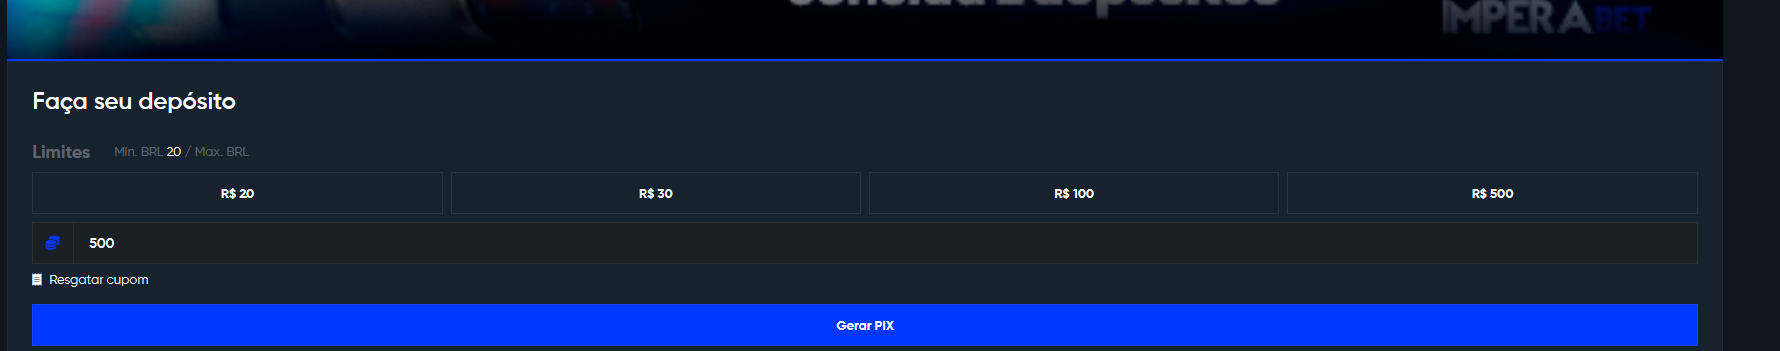 IMPERABET
Faça seu depósito
Limites Min. BRL 20 / Max. BRL
R$ 20 R$ 30 R$ 100 R$ 500
500
Resgatar cupom
Gerar PIX